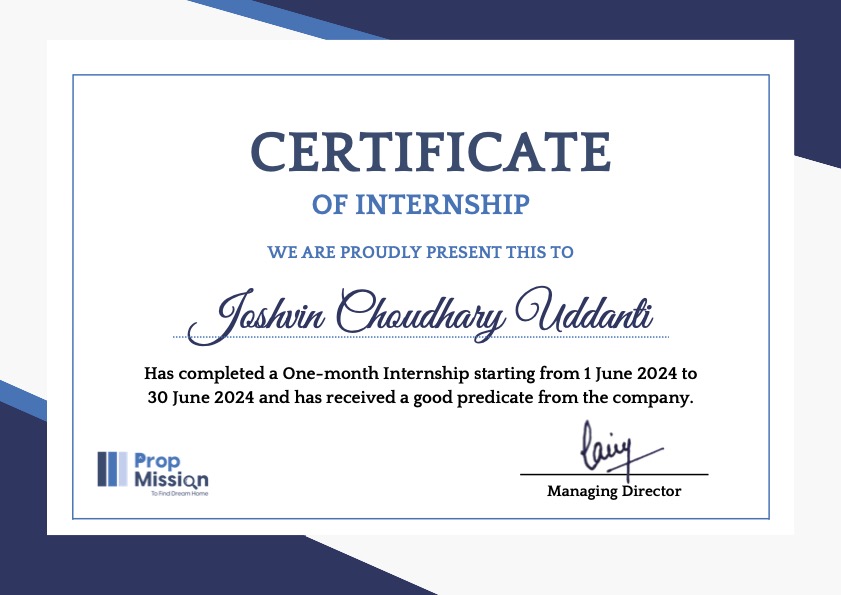 CERTIFICATE
OF INTERNSHIP
WE ARE PROUDLY PRESENT THIS TO
Joshvin Choudhary Uddanti
Has completed a One-month Internship starting from 1 June 2024 to
30 June 2024 and has received a good predicate from the company.
Prop
Mission
To Find Dream Home
Managing Director